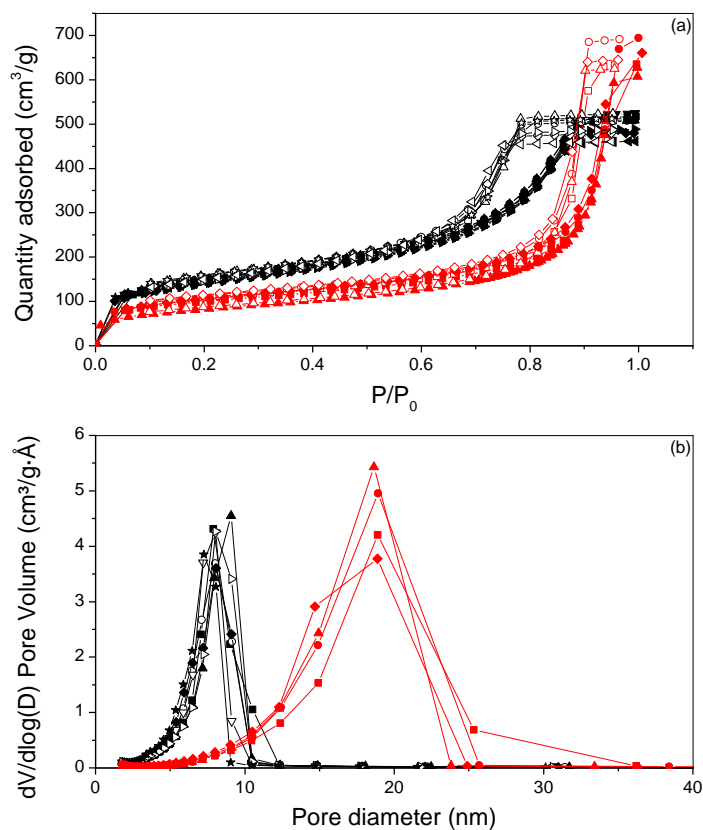 (a)
700
600
500
400
300
200
100
0
Quantity adsorbed (cm³/g)
0.0 0.2 0.4 0.6 0.8 1.0
P/P₀
(b)
6
5
4
3
2
1
0
dV/dlog(D) Pore Volume (cm³/g·Å)
0 10 20 30 40
Pore diameter (nm)